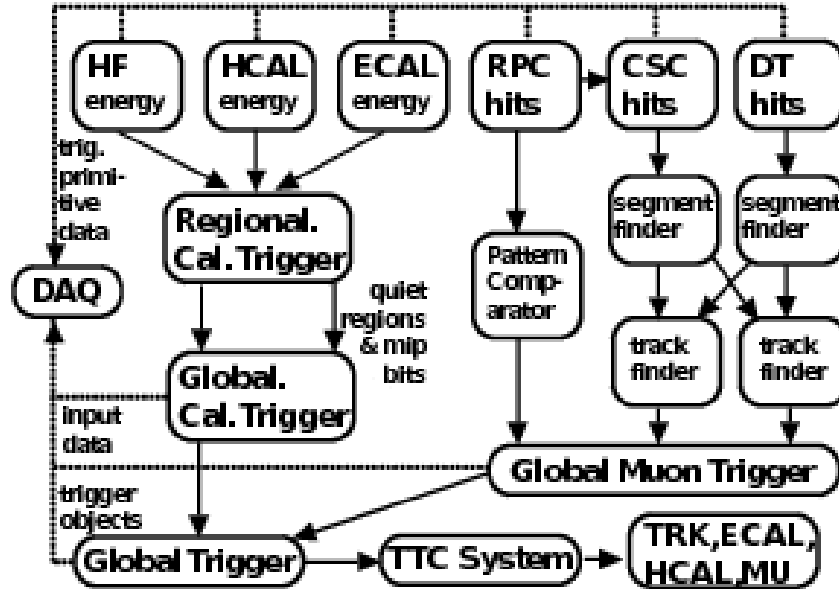 HF
energy
HCAL
energy
ECAL
energy
RPC
hits
CSC
hits
DT
hits
trig.
primi-
tive
data
Regional.
Cal. Trigger
segment
finder
segment
finder
Pattern
Comp-
arator
DAQ
quiet
regions
& mip
bits
track
finder
track
finder
Global.
Cal. Trigger
input
data
Global Muon Trigger
trigger
objects
Global Trigger
TTC System
TRK,ECAL,
HCAL,MU